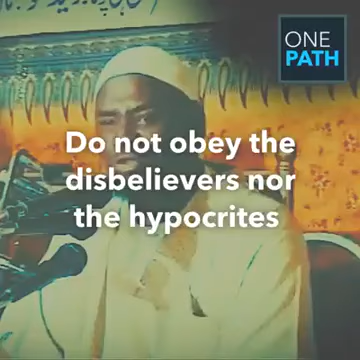 ONE
PATH
Do not obey the
disbelievers nor
the hypocrites